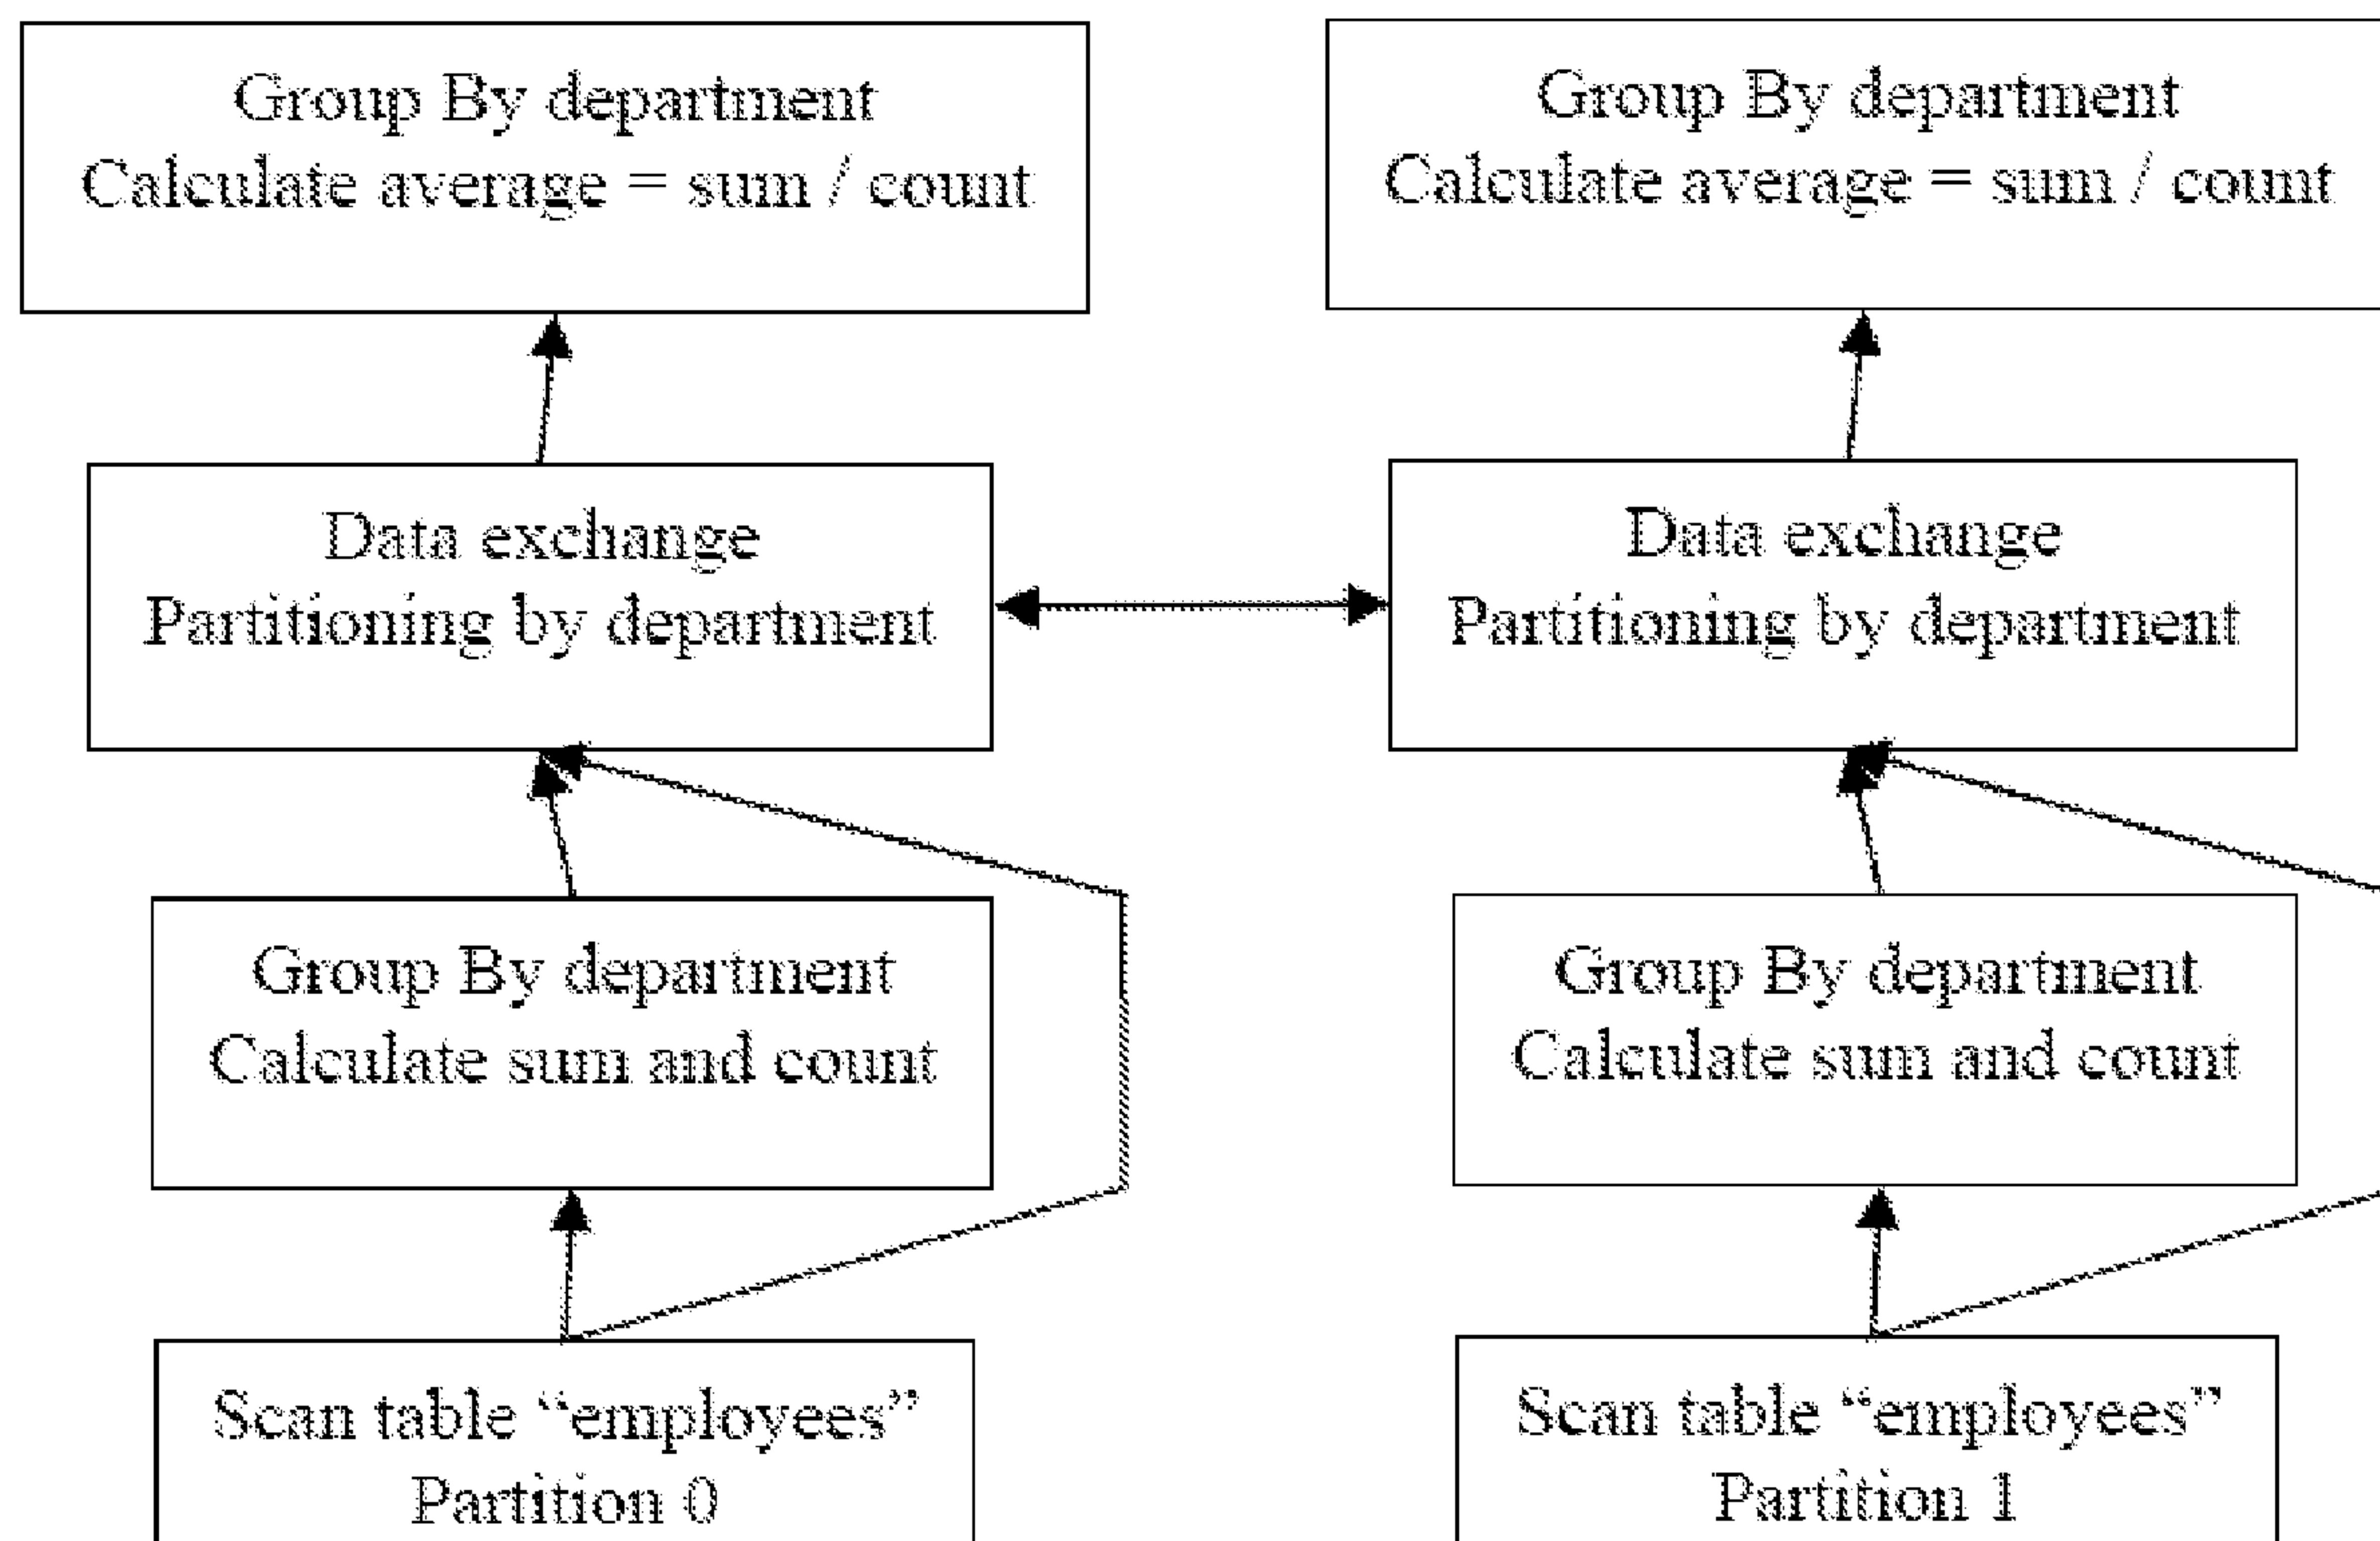 Group By department
Calculate average = sum / count
Group By department
Calculate average = sum / count
Data exchange
Partitioning by department
Data exchange
Partitioning by department
Group By department
Calculate sum and count
Group By department
Calculate sum and count
Scan table “employees”
Partition 0
Scan table “employees”
Partition 1